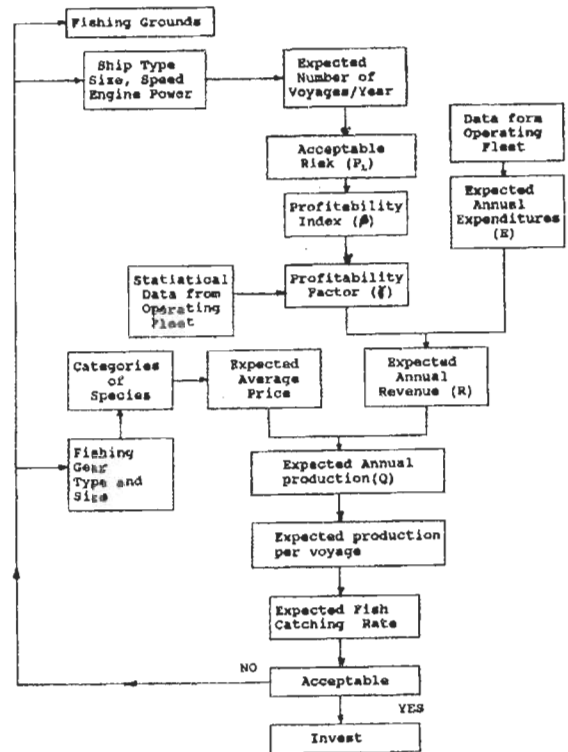 Fishing Grounds
Ship Type
Size, Speed
Engine Power
Expected
Number of
Voyages/Year
Data form
Operating
Fleet
Acceptable
Risk (P_L)
Profitability
Index (β)
Expected
Annual
Expenditures
(E)
Statiatical
Data from
Operating
Fleet
Profitability
Factor (γ)
Categories
of
Species
Expected
Average
Price
Expected
Annual
Revenue (R)
Fishing
Gear
Type and
Size
Expected Annual
production(Q)
Expected production
per voyage
Expected Fish
Catching Rate
NO
Acceptable
YES
Invest